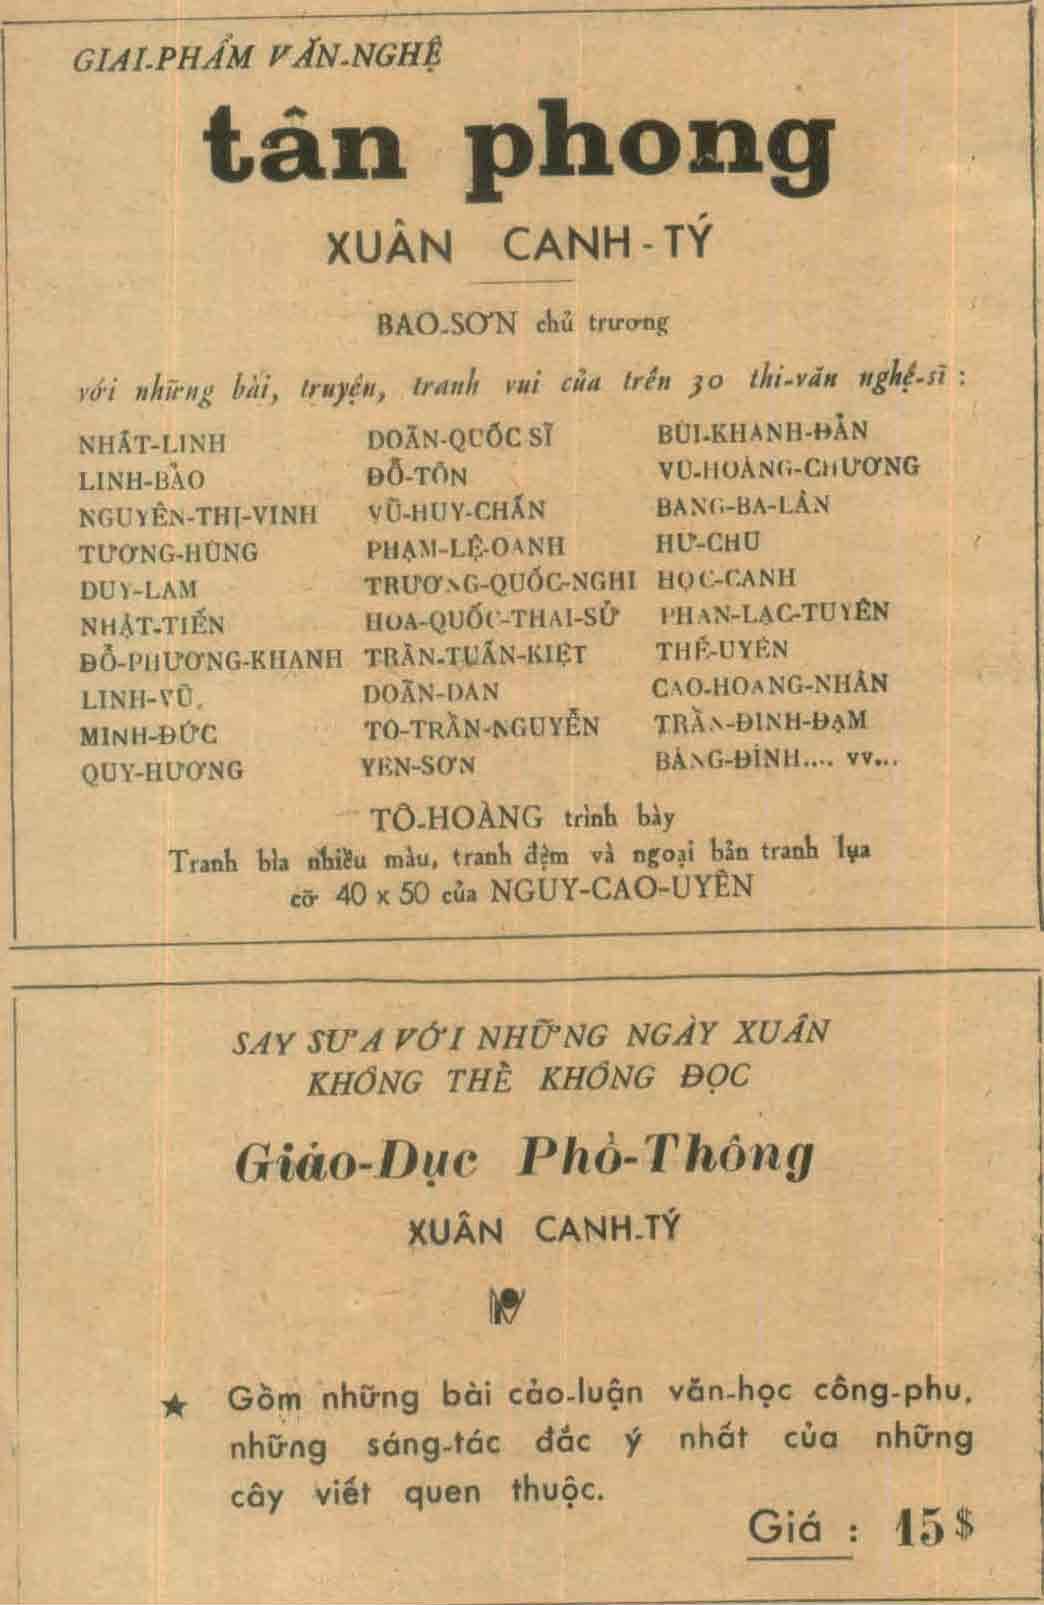 GIAI-PHẨM VĂN-NGHỆ
tân phong
XUÂN CANH-TÝ
BAO-SƠN chủ trương
với những bài, truyện, tranh vui của trên 30 thi-văn nghệ-sĩ :
NHẤT-LINH
LINH-BẢO
NGUYỄN-THỊ-VINH
TƯỜNG-HÙNG
DUY-LAM
NHẬT-TIẾN
ĐỖ-PHƯƠNG-KHANH
LINH-VŨ
MINH-ĐỨC
QUY-HƯƠNG
DOÃN-QUỐC SĨ
ĐỖ-TỐN
VŨ-HUY-CHẤN
PHẠM-LỆ-OANH
TRƯƠNG-QUỐC-NGHI
HOA-QUỐC-THAI-SỬ
TRẦN-TUẤN-KIỆT
DOÃN-DÂN
TÔ-TRẦN-NGUYỄN
YÊN-SƠN
BÙI-KHANH-ĐẢN
VŨ-HOÀNG-CHƯƠNG
BANG-BA-LÂN
HƯ-CHU
HỌC-CANH
PHAN-LẠC-TUYÊN
THẾ-UYÊN
CAO-HOANG-NHÂN
TRẦN-ĐINH-ĐẠM
BẰNG-ĐÌNH.... vv...
TÔ-HOÀNG trình bày
Tranh bìa nhiều màu, tranh đệm và ngoại bản tranh lụa
cỡ 40 x 50 của NGUY-CAO-UYÊN
SAY SƯA VỚI NHỮNG NGÀY XUÂN
KHÔNG THỂ KHÔNG ĐỌC
Giáo-Dục Phổ-Thông
XUÂN CANH-TÝ
★ Gồm những bài cảo-luận văn-học công-phu,
những sáng-tác đắc ý nhất của những
cây viết quen thuộc.
Giá : 15$